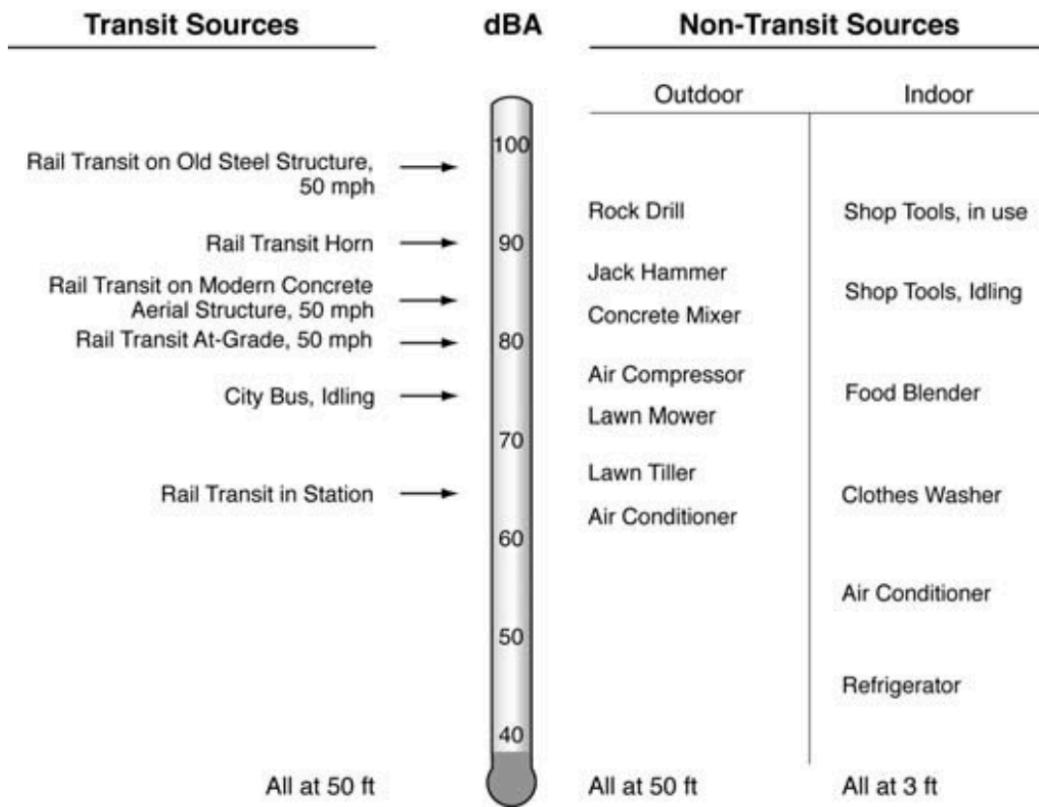 Transit Sources
dBA
Non-Transit Sources
Outdoor
Indoor
Rail Transit on Old Steel Structure,
50 mph
Rail Transit Horn
Rail Transit on Modern Concrete
Aerial Structure, 50 mph
Rail Transit At-Grade, 50 mph
City Bus, Idling
Rail Transit in Station
All at 50 ft
100
90
80
70
60
50
40
Rock Drill
Jack Hammer
Concrete Mixer
Air Compressor
Lawn Mower
Lawn Tiller
Air Conditioner
All at 50 ft
Shop Tools, in use
Shop Tools, Idling
Food Blender
Clothes Washer
Air Conditioner
Refrigerator
All at 3 ft